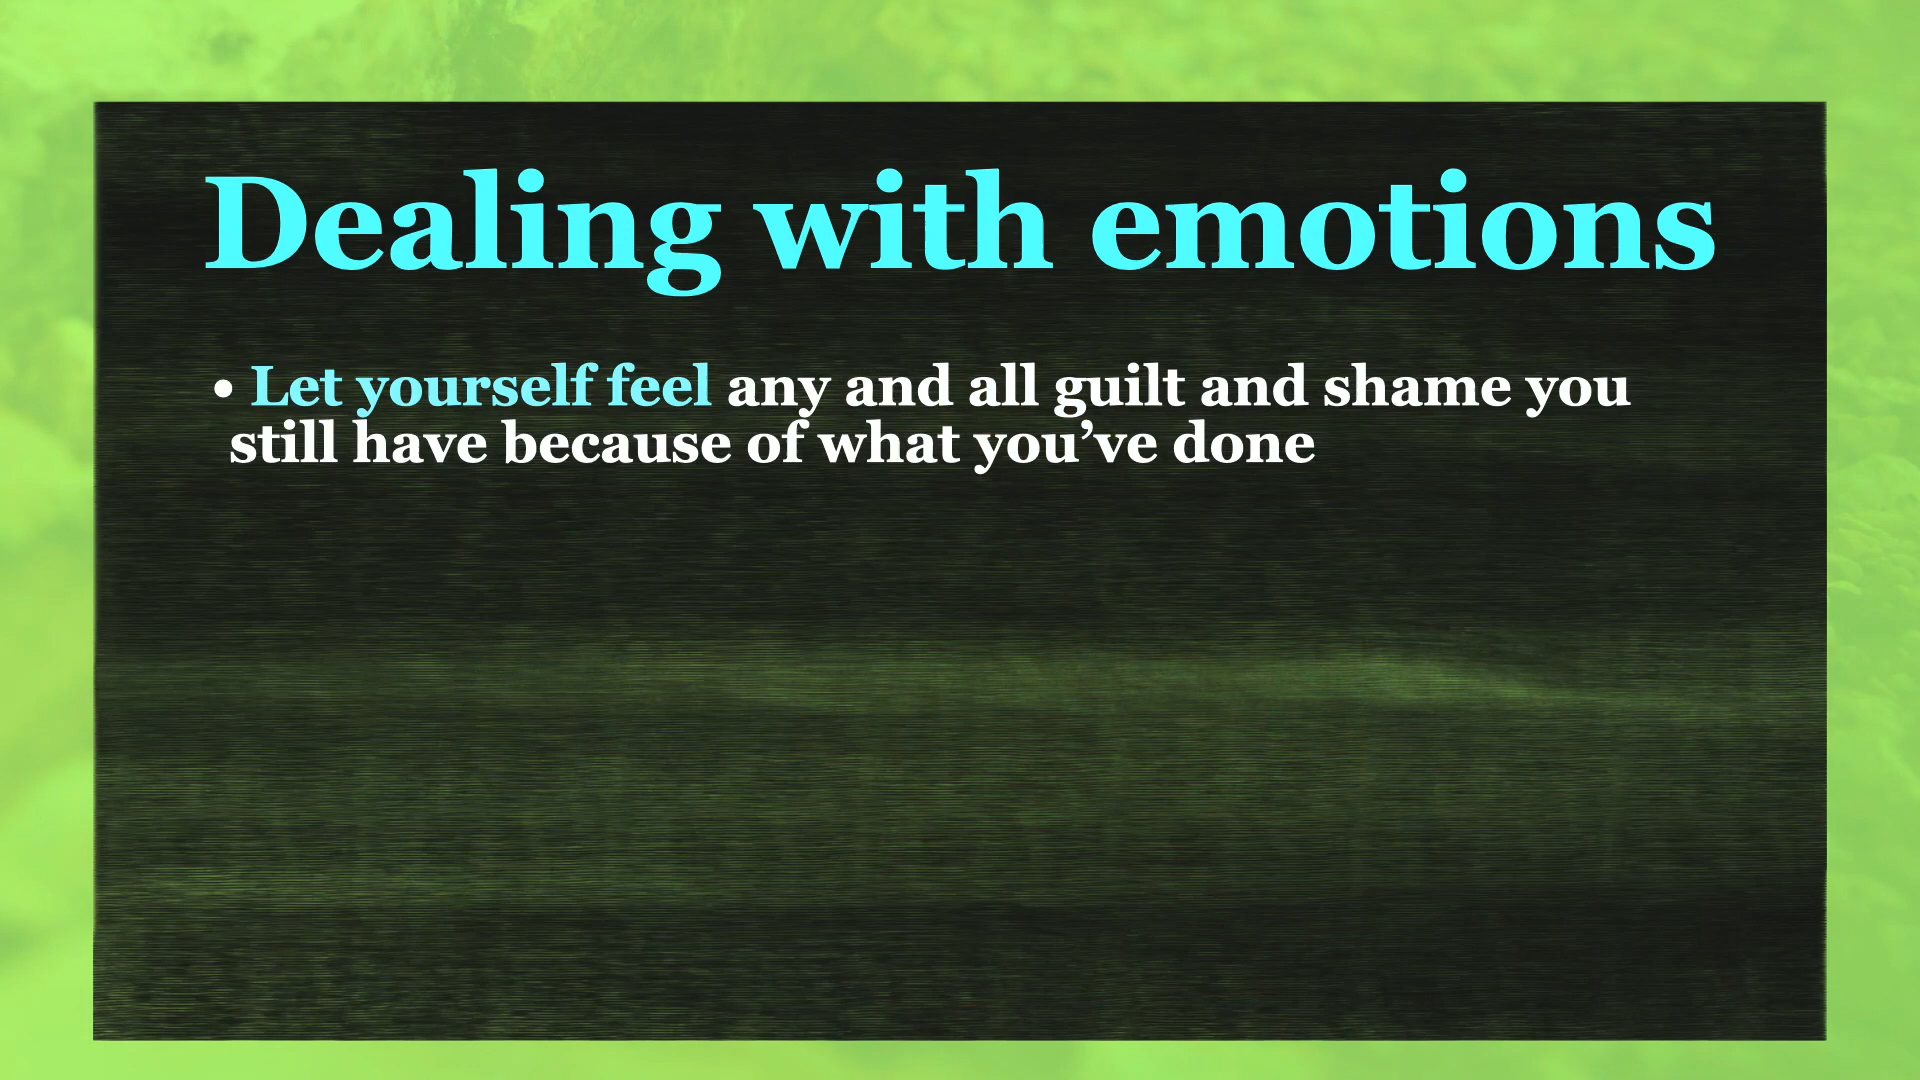 Dealing with emotions
• Let yourself feel any and all guilt and shame you
still have because of what you’ve done